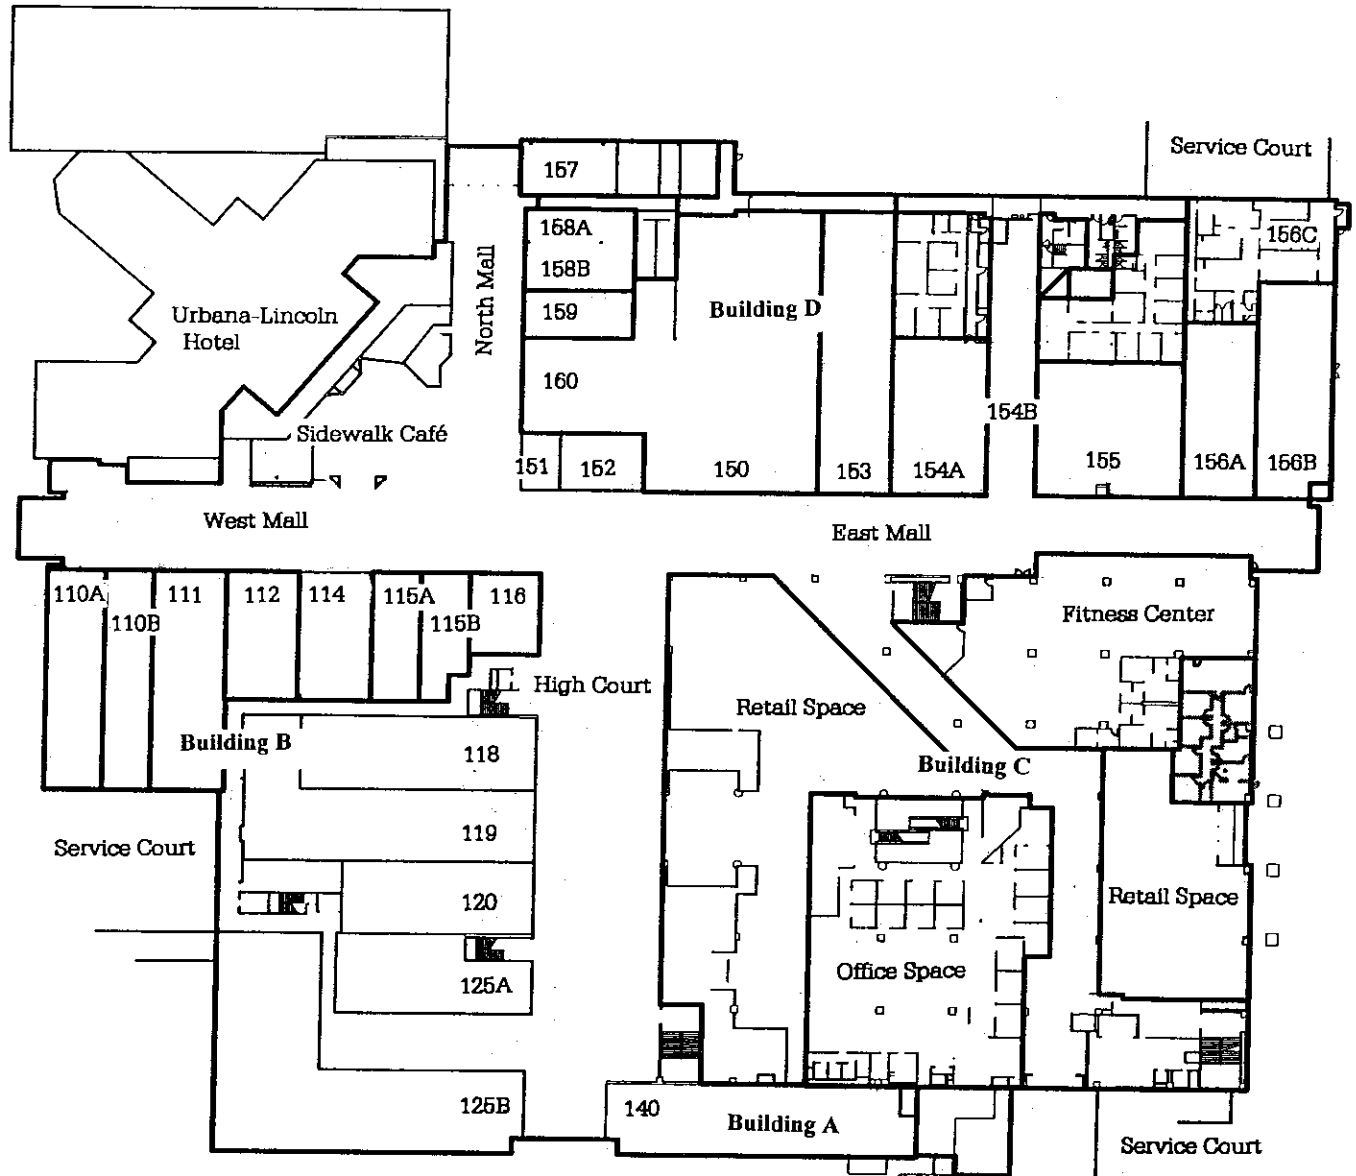 Service Court
157
158A
158B
156C
North Mall
Urbana-Lincoln
Hotel
159
Building D
160
154B
Sidewalk Café
151
152
150
153
154A
155
156A
156B
West Mall
East Mall
110A
110B
111
112
114
115A
115B
116
Fitness Center
High Court
Retail Space
Building B
118
Building C
119
Service Court
120
Retail Space
Office Space
125A
125B
140
Building A
Service Court